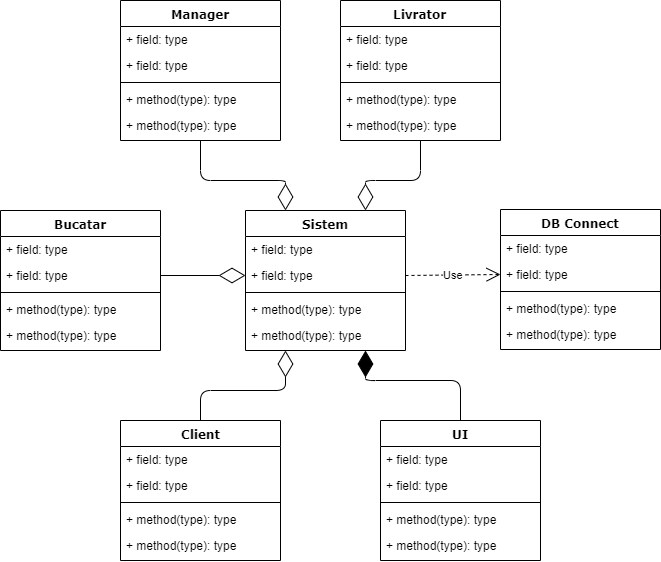 Manager
+ field: type
+ field: type
+ method(type): type
+ method(type): type
Livrator
+ field: type
+ field: type
+ method(type): type
+ method(type): type
Bucatar
+ field: type
+ field: type
+ method(type): type
+ method(type): type
Sistem
+ field: type
+ field: type
+ method(type): type
+ method(type): type
Use
DB Connect
+ field: type
+ field: type
+ method(type): type
+ method(type): type
Client
+ field: type
+ field: type
+ method(type): type
+ method(type): type
UI
+ field: type
+ field: type
+ method(type): type
+ method(type): type